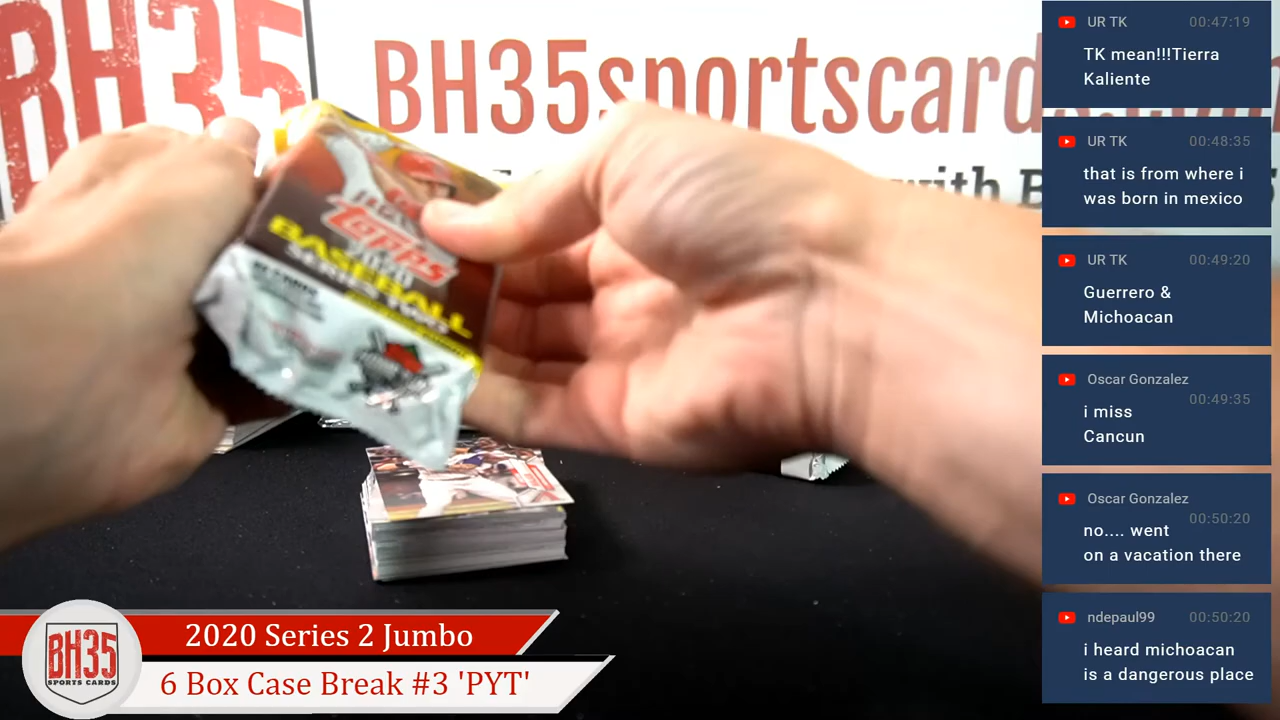 BH35
BH35sportscards.com
with B
topps
2020
BASEBALL
SERIES TWO
UR TK 00:47:19
TK mean!!!Tierra
Kaliente
UR TK 00:48:35
that is from where i
was born in mexico
UR TK 00:49:20
Guerrero &
Michoacan
Oscar Gonzalez 00:49:35
i miss
Cancun
Oscar Gonzalez 00:50:20
no.... went
on a vacation there
ndepaul99 00:50:20
i heard michoacan
is a dangerous place
BH35
SPORTS CARDS
2020 Series 2 Jumbo
6 Box Case Break #3 'PYT'